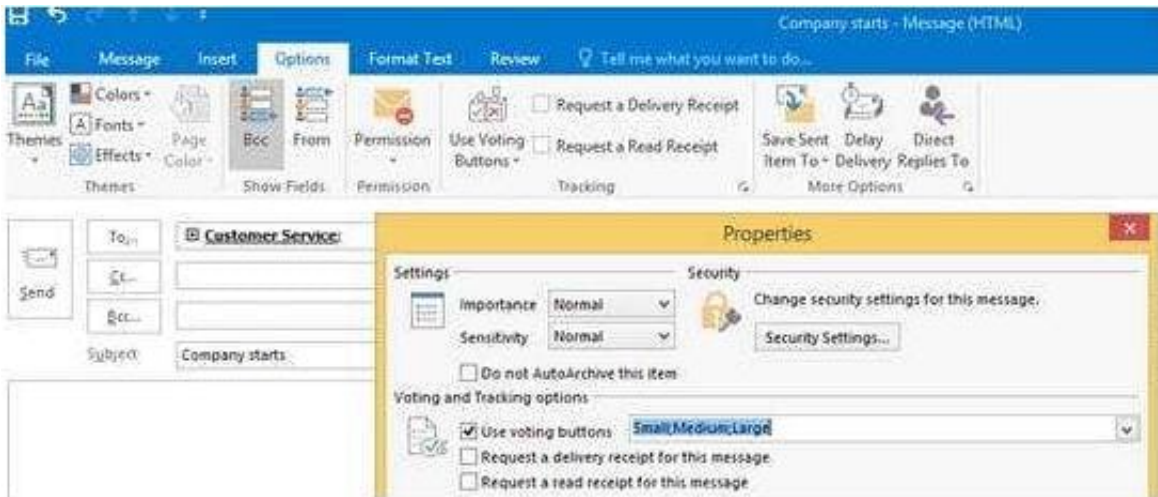 Company starts - Message (HTML)
File Message Insert Options Format Text Review Tell me what you want to do...
Themes Colors Fonts Effects Page Color Bcc From Permission Use Voting Buttons Request a Delivery Receipt Request a Read Receipt Save Sent Item To Delay Delivery Direct Replies To
Themes Show Fields Permission Tracking More Options
Send
To...
Customer Service;
Cc...
Bcc...
Subject
Company starts
Properties
Settings
Security
Importance Normal
Sensitivity Normal
Change security settings for this message.
Security Settings...
Do not AutoArchive this item
Voting and Tracking options
Use voting buttons Small;Medium;Large
Request a delivery receipt for this message
Request a read receipt for this message